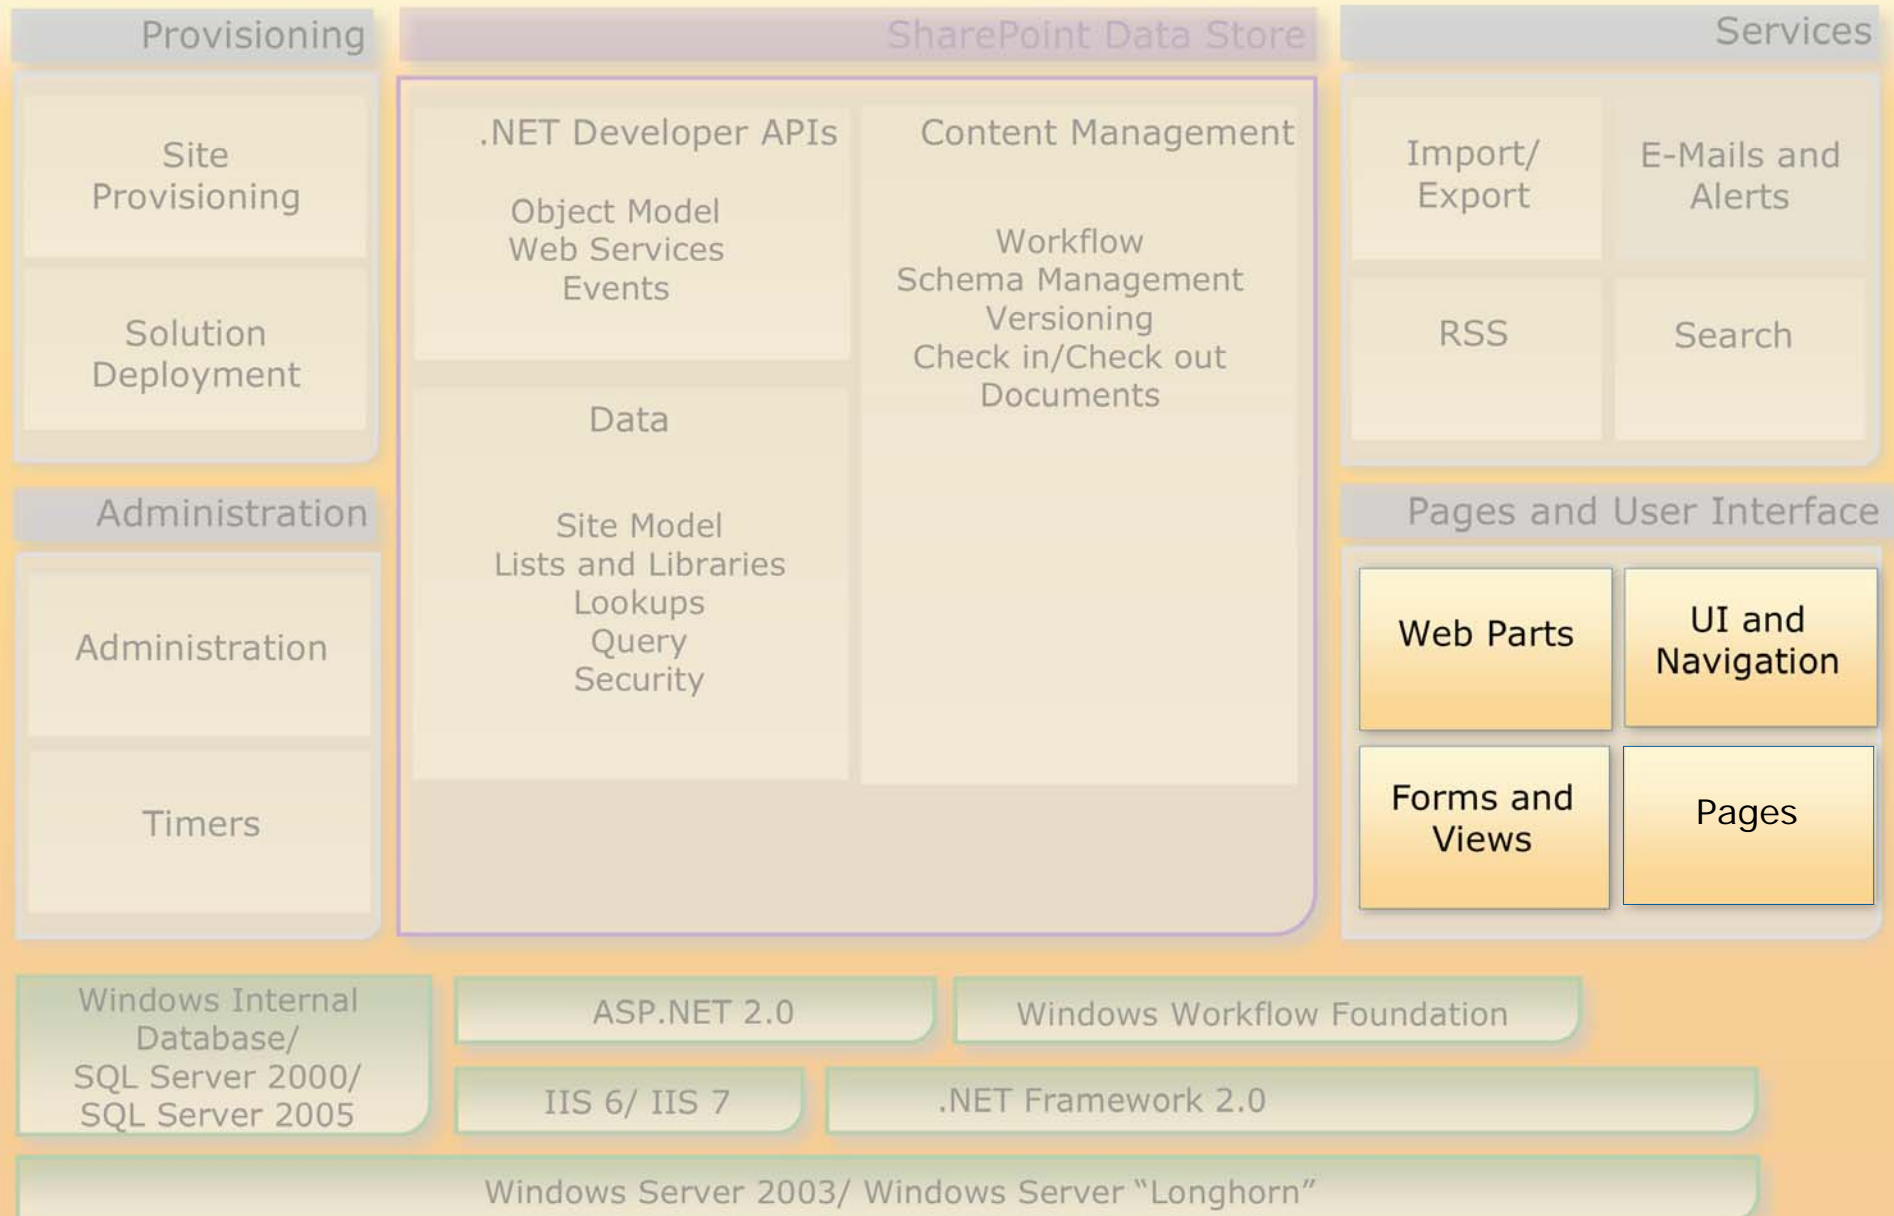 Provisioning
Site
Provisioning
Solution
Deployment
Administration
Administration
Timers
SharePoint Data Store
.NET Developer APIs
Object Model
Web Services
Events
Data
Site Model
Lists and Libraries
Lookups
Query
Security
Content Management
Workflow
Schema Management
Versioning
Check in/Check out
Documents
Services
Import/
Export
E-Mails and
Alerts
RSS
Search
Pages and User Interface
Web Parts
UI and
Navigation
Forms and
Views
Pages
Windows Internal
Database/
SQL Server 2000/
SQL Server 2005
ASP.NET 2.0
Windows Workflow Foundation
IIS 6/ IIS 7
.NET Framework 2.0
Windows Server 2003/ Windows Server “Longhorn”